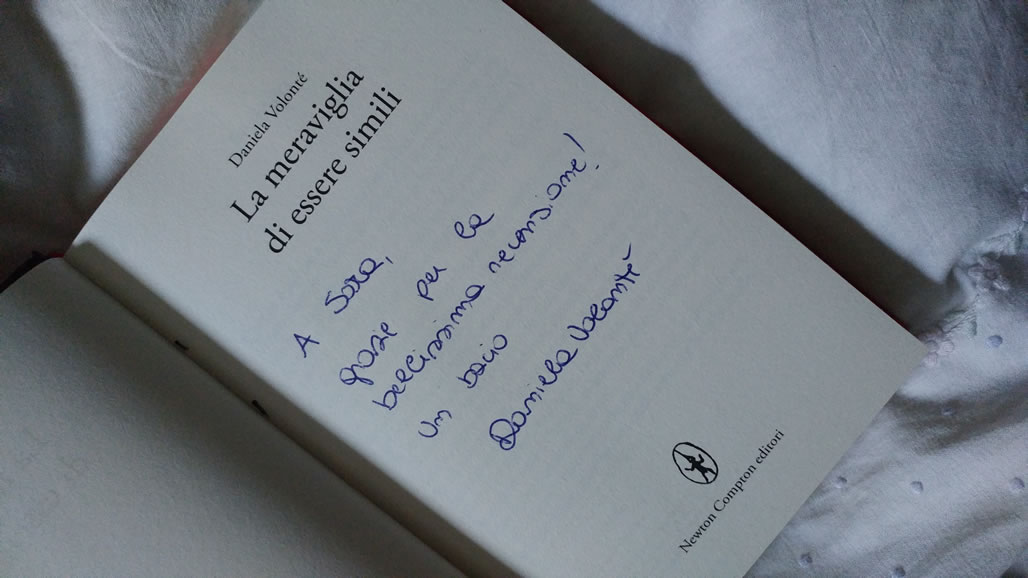 Daniela Volonté
La meraviglia
di essere simili
A Sara,
grazie per la
bellissima recensione!
Un bacio
Daniela Volonté
Newton Compton editori